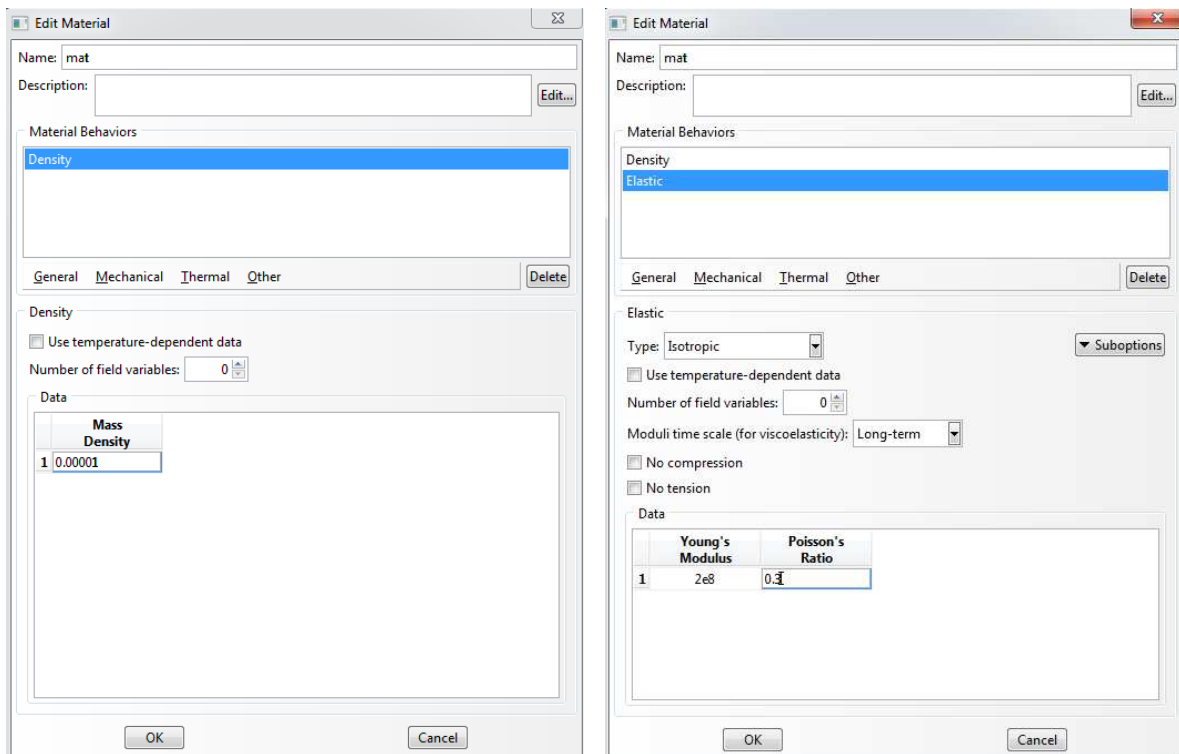 Edit Material
Name: mat
Description:
Edit...
Material Behaviors
Density
General Mechanical Thermal Other
Delete
Density
Use temperature-dependent data
Number of field variables: 0
Data
Mass
Density
1 0.00001
OK Cancel
Edit Material
Name: mat
Description:
Edit...
Material Behaviors
Density
Elastic
General Mechanical Thermal Other
Delete
Elastic
Type: Isotropic
Suboptions
Use temperature-dependent data
Number of field variables: 0
Moduli time scale (for viscoelasticity): Long-term
No compression
No tension
Data
Young's Poisson's
Modulus Ratio
1 2e8 0.3
OK Cancel